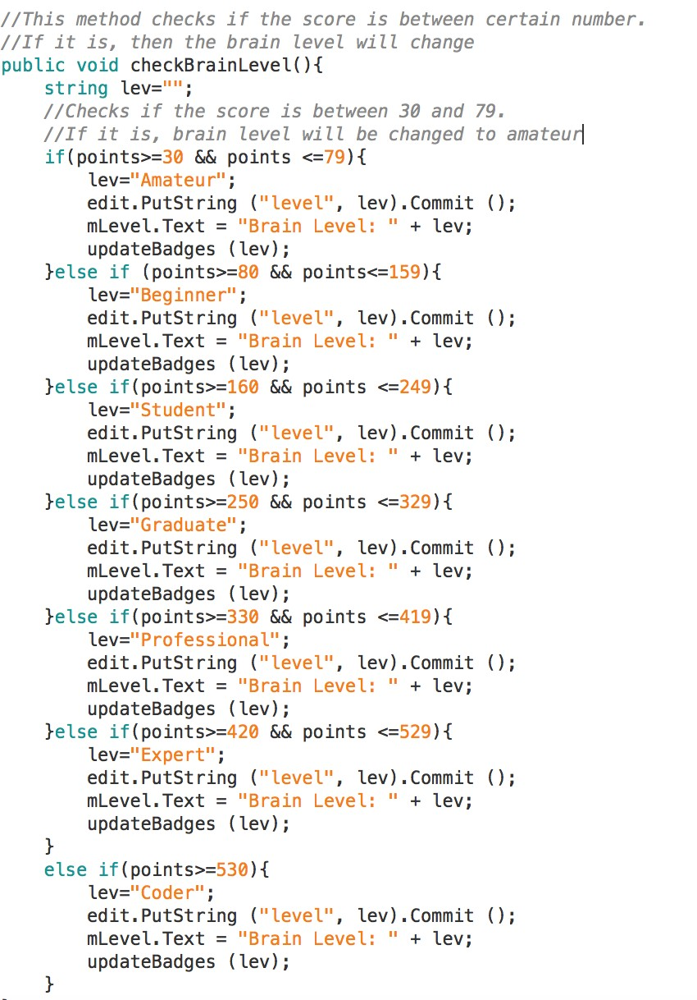 //This method checks if the score is between certain number.
//If it is, then the brain level will change
public void checkBrainLevel(){
    string lev="";
    //Checks if the score is between 30 and 79.
    //If it is, brain level will be changed to amateur
    if(points>=30 && points <=79){
        lev="Amateur";
        edit.PutString ("level", lev).Commit ();
        mLevel.Text = "Brain Level: " + lev;
        updateBadges (lev);
    }else if (points>=80 && points<=159){
        lev="Beginner";
        edit.PutString ("level", lev).Commit ();
        mLevel.Text = "Brain Level: " + lev;
        updateBadges (lev);
    }else if(points>=160 && points <=249){
        lev="Student";
        edit.PutString ("level", lev).Commit ();
        mLevel.Text = "Brain Level: " + lev;
        updateBadges (lev);
    }else if(points>=250 && points <=329){
        lev="Graduate";
        edit.PutString ("level", lev).Commit ();
        mLevel.Text = "Brain Level: " + lev;
        updateBadges (lev);
    }else if(points>=330 && points <=419){
        lev="Professional";
        edit.PutString ("level", lev).Commit ();
        mLevel.Text = "Brain Level: " + lev;
        updateBadges (lev);
    }else if(points>=420 && points <=529){
        lev="Expert";
        edit.PutString ("level", lev).Commit ();
        mLevel.Text = "Brain Level: " + lev;
        updateBadges (lev);
    }
    else if(points>=530){
        lev="Coder";
        edit.PutString ("level", lev).Commit ();
        mLevel.Text = "Brain Level: " + lev;
        updateBadges (lev);
    }